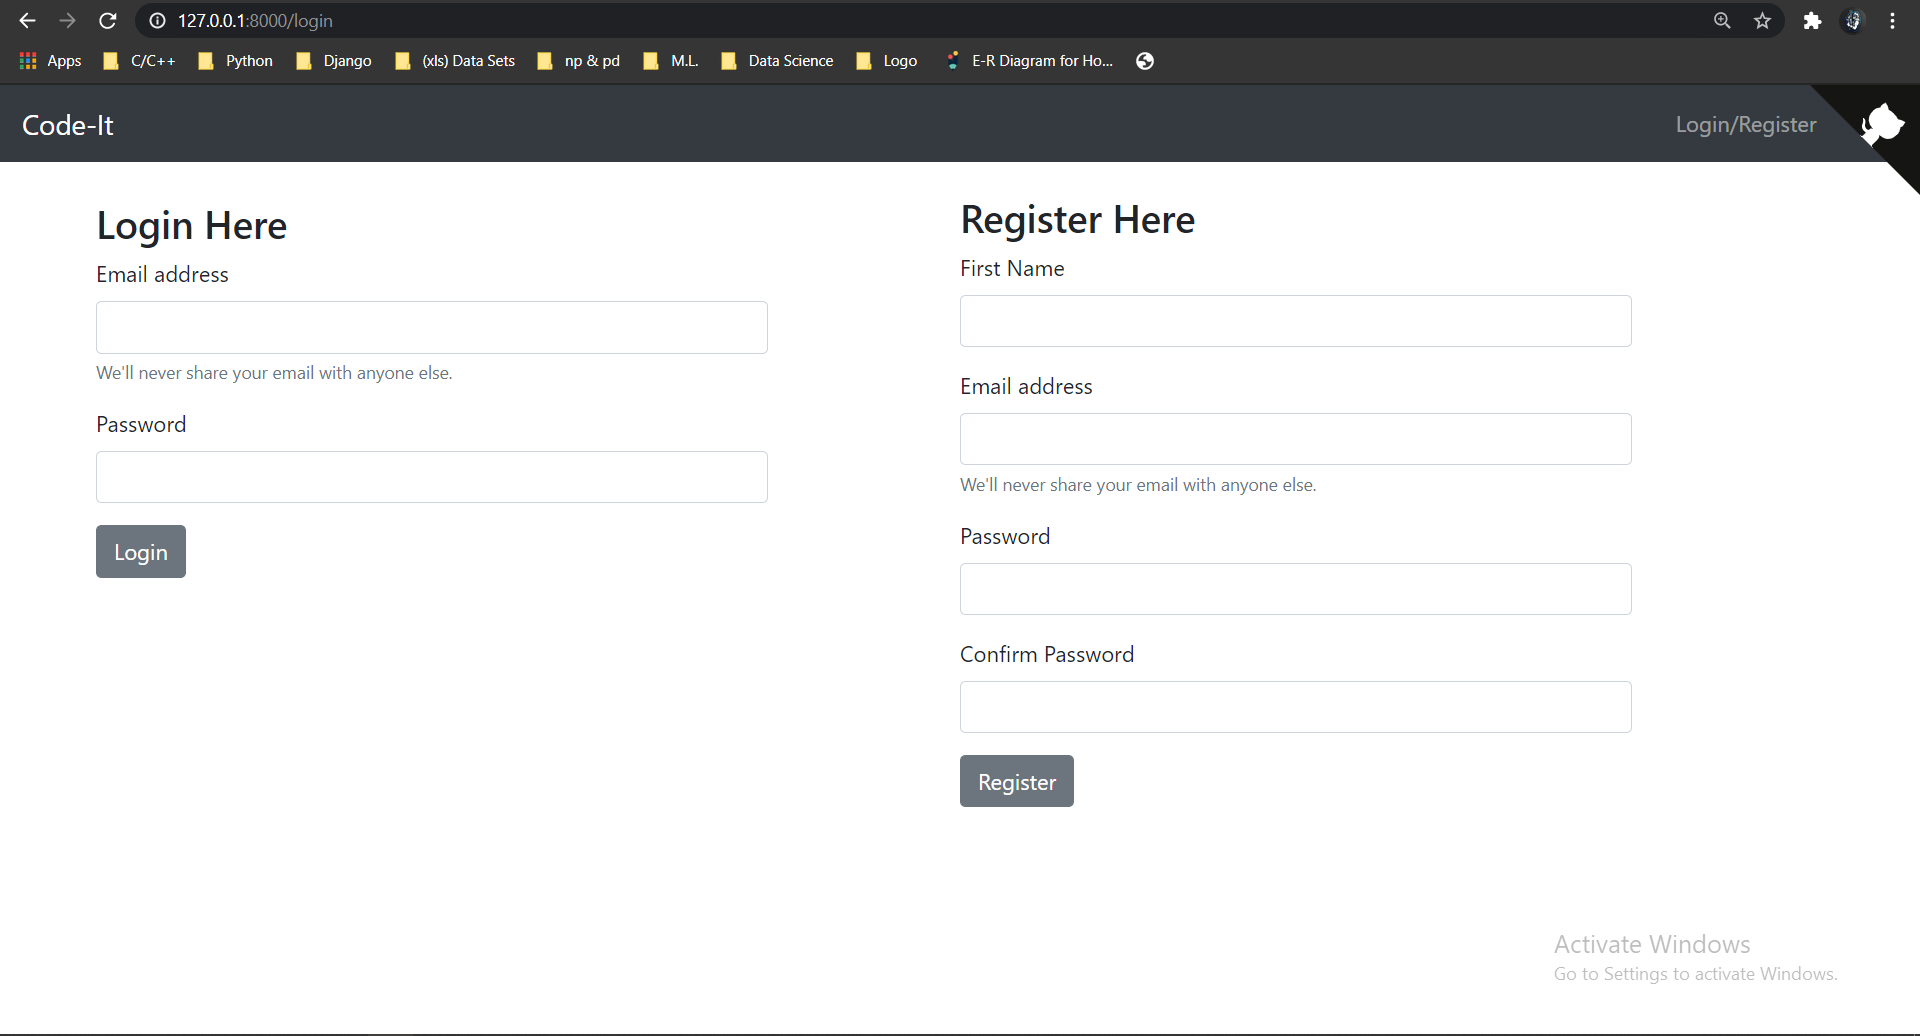 127.0.0.1:8000/login
Apps C/C++ Python Django (xls) Data Sets np & pd M.L. Data Science Logo E-R Diagram for Ho...
Code-It Login/Register
Login Here
Email address
We'll never share your email with anyone else.
Password
Login
Register Here
First Name
Email address
We'll never share your email with anyone else.
Password
Confirm Password
Register
Activate Windows
Go to Settings to activate Windows.